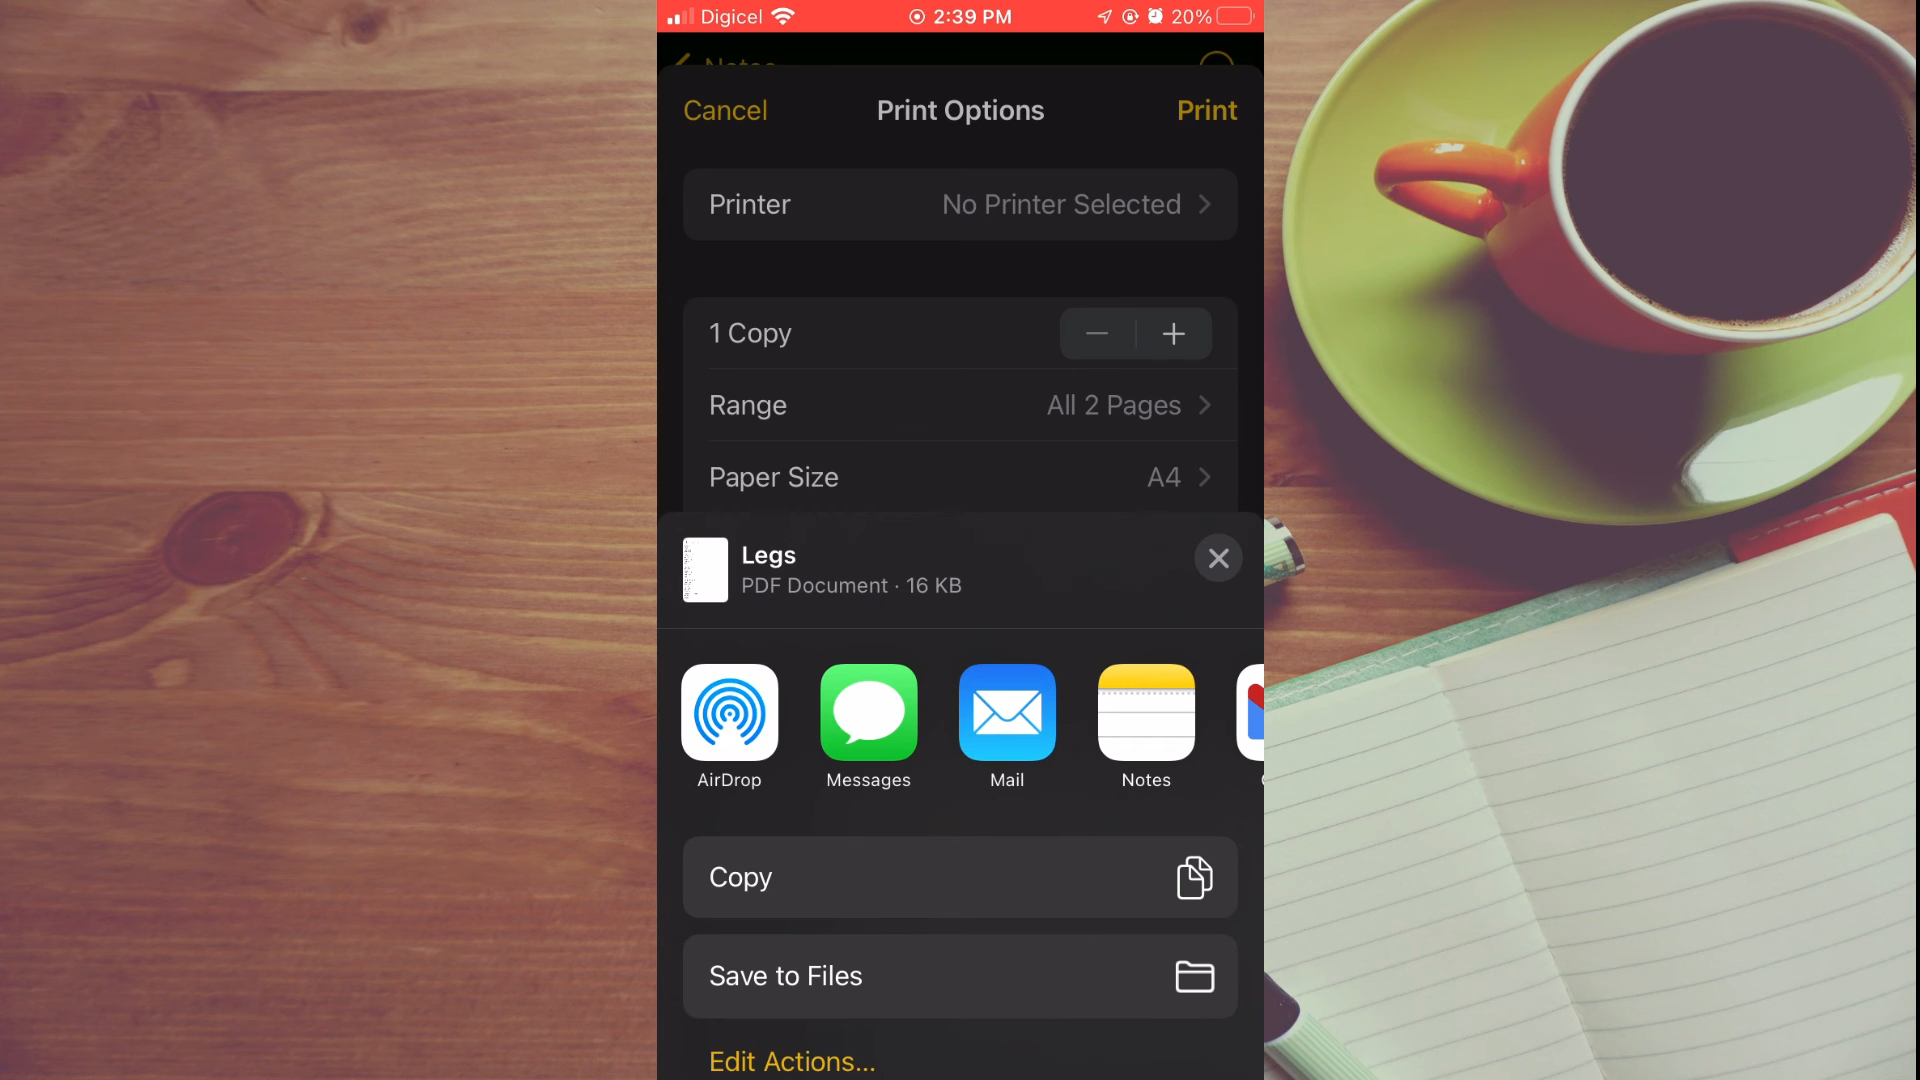 Digicel 2:39 PM 20%
Notes
Cancel Print Options Print
Printer No Printer Selected
1 Copy
Range All 2 Pages
Paper Size A4
Legs
PDF Document · 16 KB
AirDrop Messages Mail Notes
Copy
Save to Files
Edit Actions...